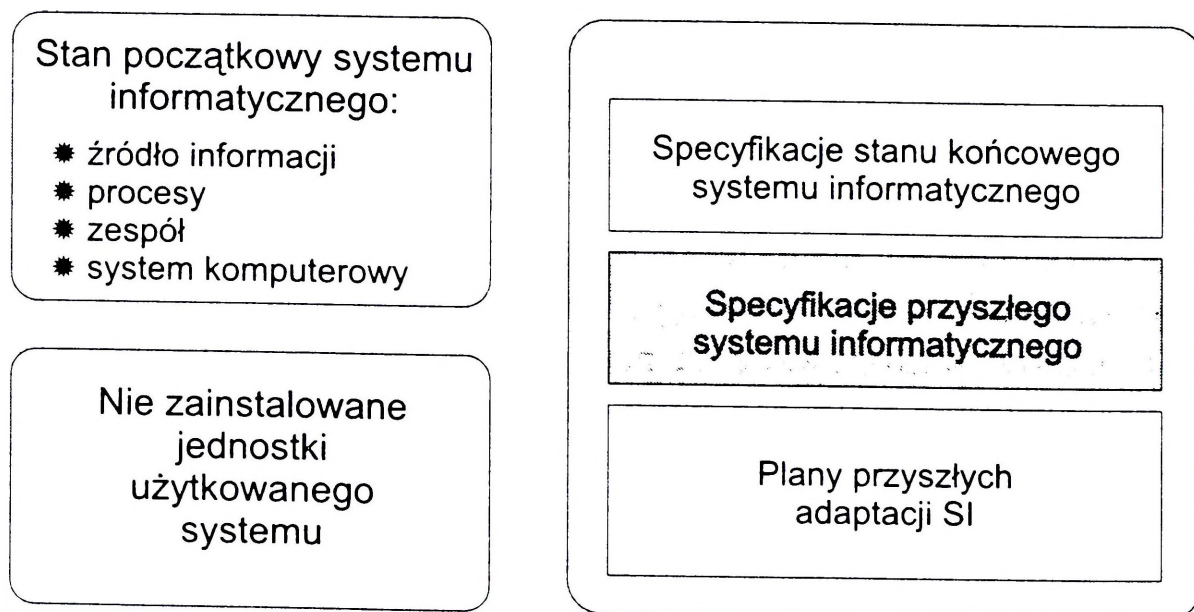 Stan początkowy systemu
informatycznego:
✹ źródło informacji
✹ procesy
✹ zespół
✹ system komputerowy
Nie zainstalowane
jednostki
użytkowanego
systemu
Specyfikacje stanu końcowego
systemu informatycznego
Specyfikacje przyszłego
systemu informatycznego
Plany przyszłych
adaptacji SI